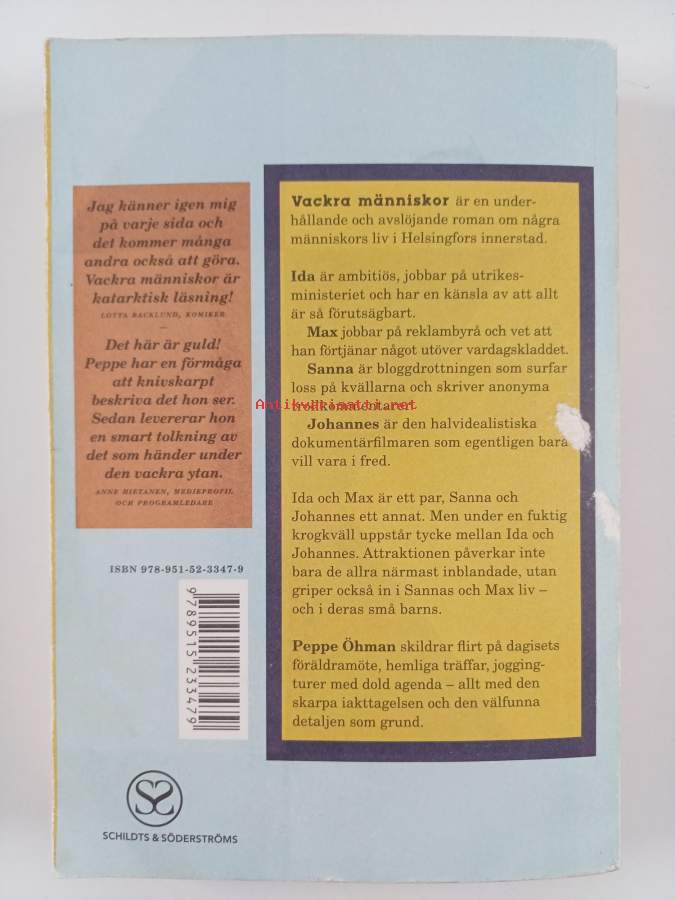 Jag känner igen mig
på varje sida och
det kommer många
andra också att göra.
Vackra människor är
katarktisk läsning!
LOTTA BACKLUND, KOMIKER
Det här är guld!
Peppe har en förmåga
att knivskarpt
beskriva det hon ser.
Sedan levererar hon
en smart tolkning av
det som händer under
den vackra ytan.
ANNE HIETANEN, MEDIEPROFIL
OCH PROGRAMLEDARE
ISBN 978-951-52-3347-9
9789515233479
SCHILDTS & SÖDERSTRÖMS
Vackra människor är en under-
hållande och avslöjande roman om några
människors liv i Helsingfors innerstad.
Ida är ambitiös, jobbar på utrikes-
ministeriet och har en känsla av att allt
är så förutsägbart.
Max jobbar på reklambyrå och vet att
han förtjänar något utöver vardagskladdet.
Sanna är bloggdrottningen som surfar
loss på kvällarna och skriver anonyma
trollkommentarer.
Antikvariaatti.net
Johannes är den halvidealistiska
dokumentärfilmaren som egentligen bara
vill vara i fred.
Ida och Max är ett par, Sanna och
Johannes ett annat. Men under en fuktig
krogkväll uppstår tycke mellan Ida och
Johannes. Attraktionen påverkar inte
bara de allra närmast inblandade, utan
griper också in i Sannas och Max liv –
och i deras små barns.
Peppe Öhman skildrar flirt på dagisets
föräldramöte, hemliga träffar, jogging-
turer med dold agenda – allt med den
skarpa iakttagelsen och den välfunna
detaljen som grund.